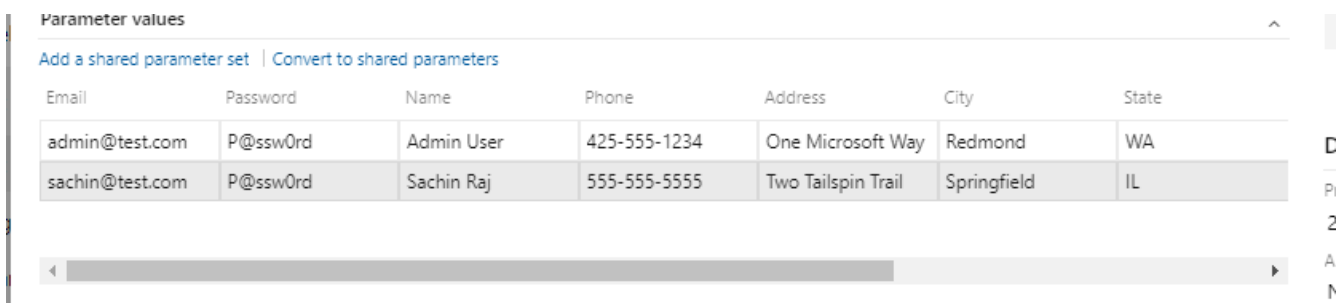 Parameter values
Add a shared parameter set | Convert to shared parameters
Email Password Name Phone Address City State
admin@test.com P@ssw0rd Admin User 425-555-1234 One Microsoft Way Redmond WA
sachin@test.com P@ssw0rd Sachin Raj 555-555-5555 Two Tailspin Trail Springfield IL